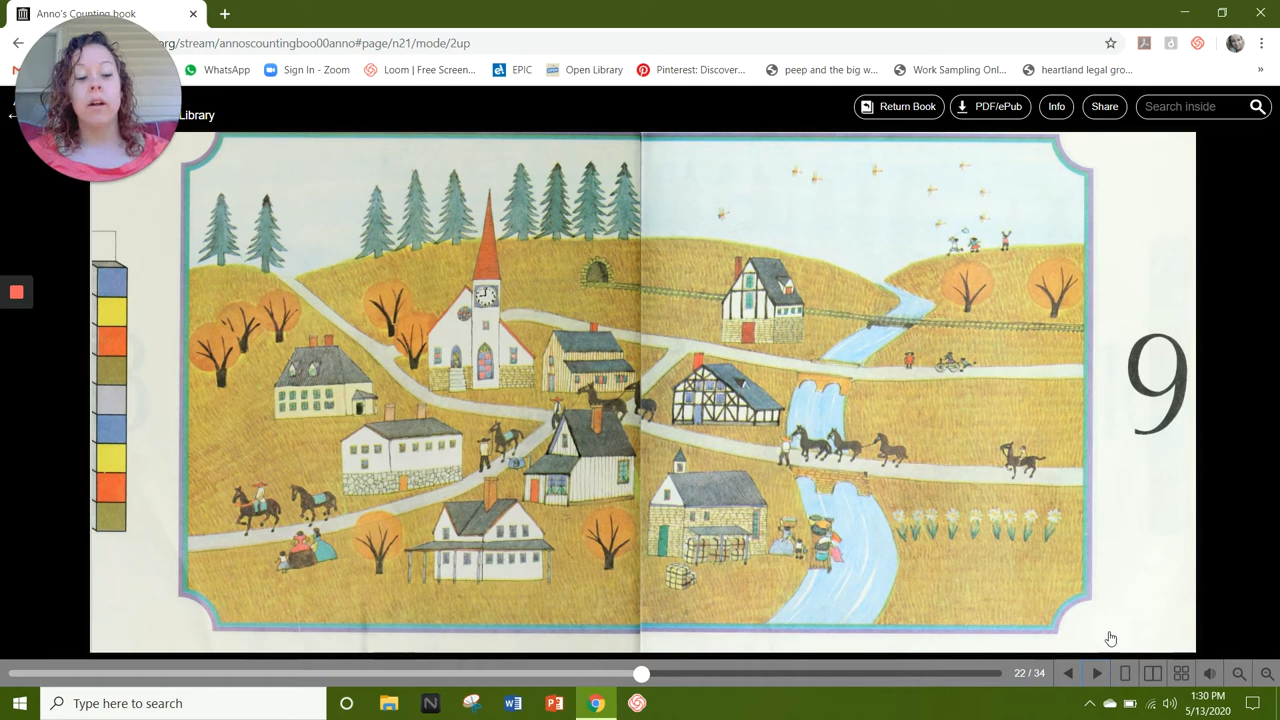 Anno's Counting book
rg/stream/annoscountingboo00anno#page/n21/mode/2up
WhatsApp
Sign In - Zoom
Loom | Free Screen...
EPIC
Open Library
Pinterest: Discover...
peep and the big w...
Work Sampling Onl...
heartland legal gro...
»
Library
Return Book
PDF/ePub
Info
Share
Search inside
9
22 / 34
Type here to search
1:30 PM
5/13/2020